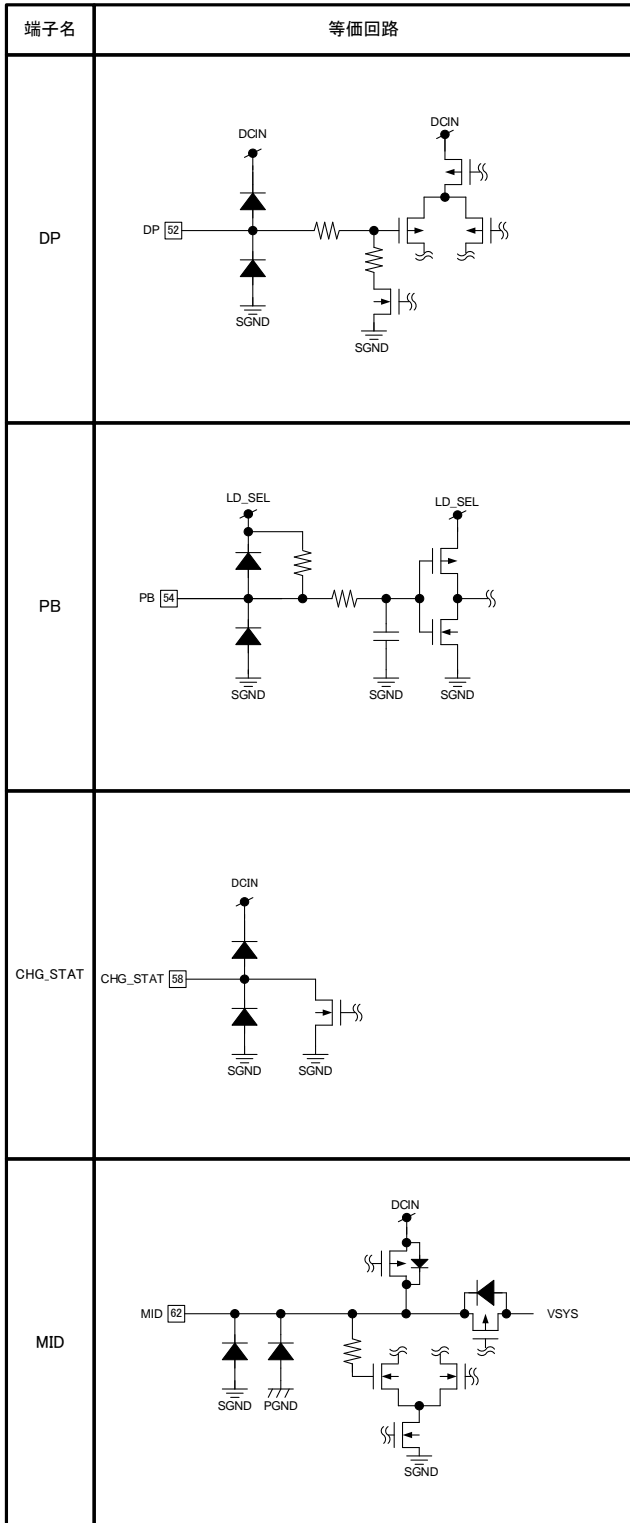 端子名 等価回路
DP
DCIN DCIN
DP 52
SGND
SGND
PB
LD_SEL LD_SEL
PB 54
SGND SGND SGND
CHG_STAT
DCIN
CHG_STAT 58
SGND SGND
MID
DCIN
MID 62 VSYS
SGND PGND
SGND